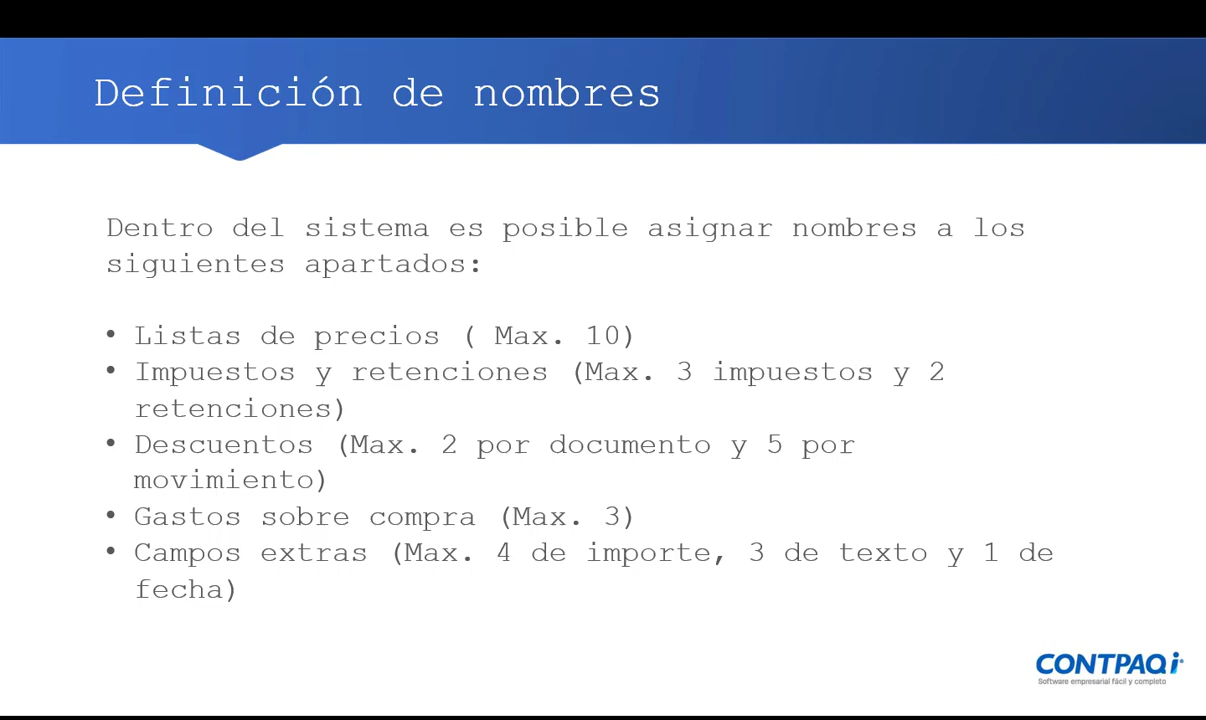 Definición de nombres
Dentro del sistema es posible asignar nombres a los
siguientes apartados:
• Listas de precios ( Max. 10)
• Impuestos y retenciones (Max. 3 impuestos y 2
retenciones)
• Descuentos (Max. 2 por documento y 5 por
movimiento)
• Gastos sobre compra (Max. 3)
• Campos extras (Max. 4 de importe, 3 de texto y 1 de
fecha)
CONTPAQi
Software empresarial fácil y completo